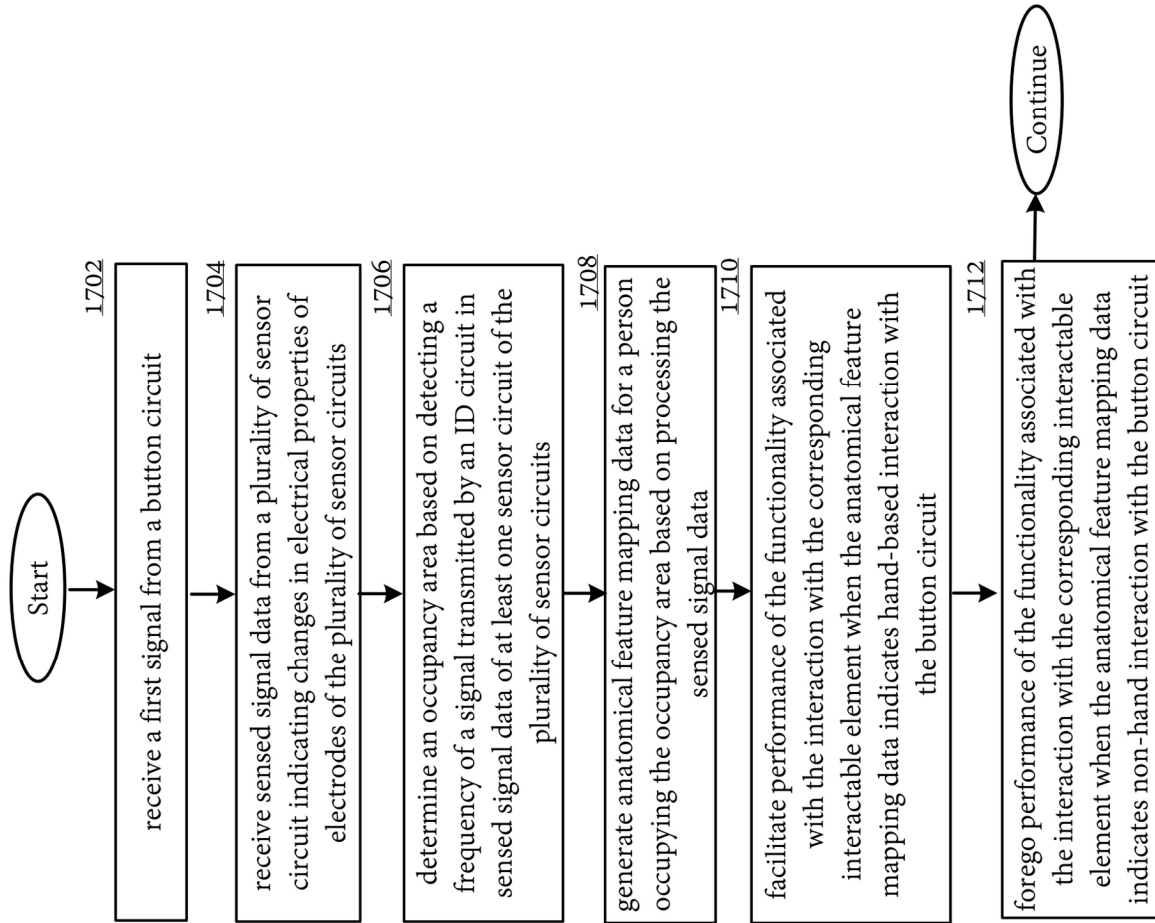 Start
1702
receive a first signal from a button circuit
1704
receive sensed signal data from a plurality of sensor
circuit indicating changes in electrical properties of
electrodes of the plurality of sensor circuits
1706
determine an occupancy area based on detecting a
frequency of a signal transmitted by an ID circuit in
sensed signal data of at least one sensor circuit of the
plurality of sensor circuits
1708
generate anatomical feature mapping data for a person
occupying the occupancy area based on processing the
sensed signal data
1710
facilitate performance of the functionality associated
with the interaction with the corresponding
interactable element when the anatomical feature
mapping data indicates hand-based interaction with
the button circuit
1712
forego performance of the functionality associated with
the interaction with the corresponding interactable
element when the anatomical feature mapping data
indicates non-hand interaction with the button circuit
Continue